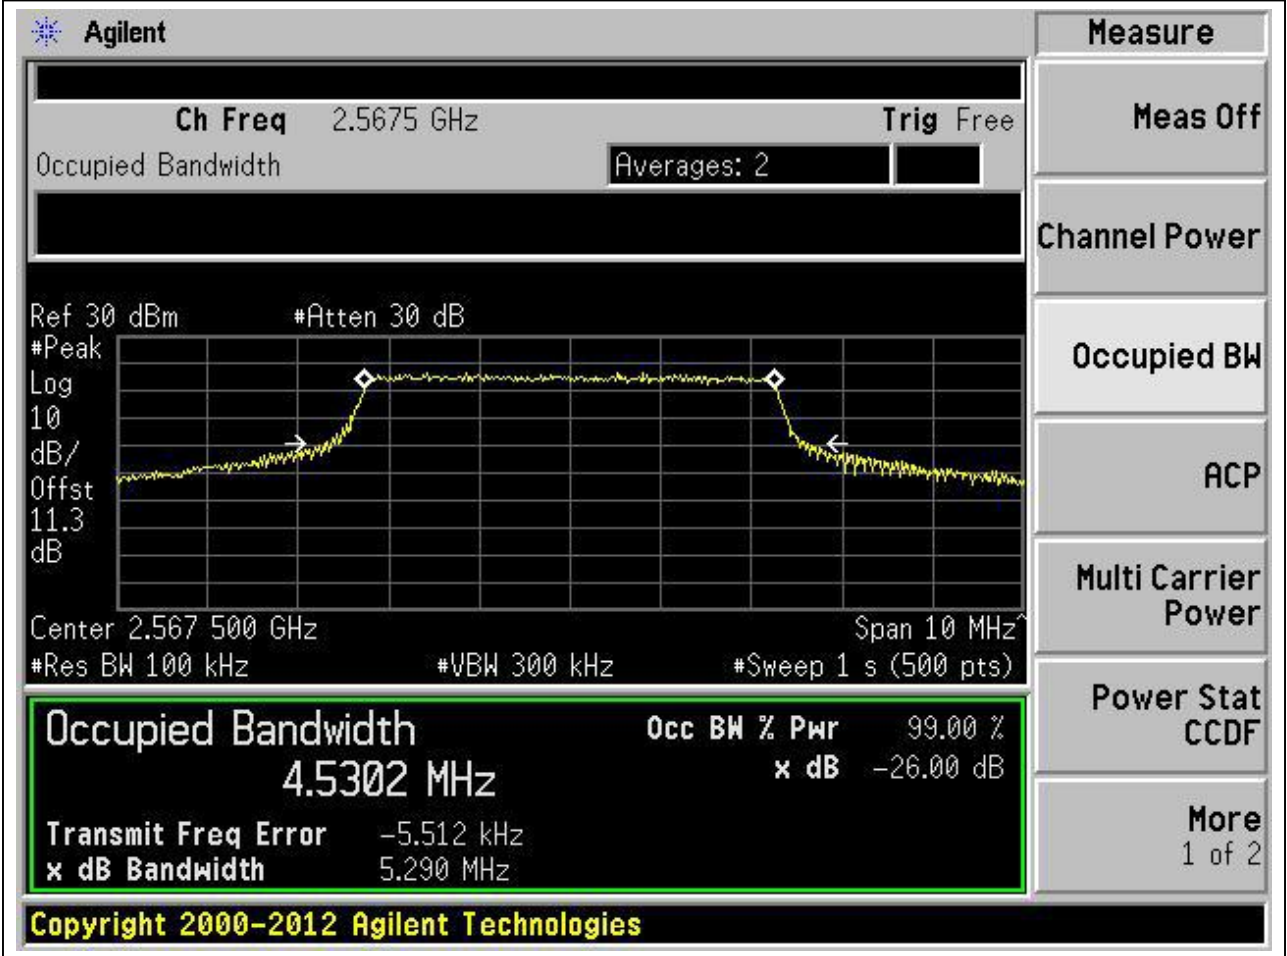 Agilent
Measure
Ch Freq 2.5675 GHz Trig Free
Meas Off
Occupied Bandwidth Averages: 2
Channel Power
Ref 30 dBm #Atten 30 dB
#Peak
Log
10
dB/
Offst
11.3
dB
Occupied BW
ACP
Multi Carrier
Power
Center 2.567 500 GHz Span 10 MHz^
#Res BW 100 kHz #VBW 300 kHz #Sweep 1 s (500 pts)
Power Stat
CCDF
Occupied Bandwidth Occ BW % Pwr 99.00 %
4.5302 MHz x dB -26.00 dB
Transmit Freq Error -5.512 kHz
x dB Bandwidth 5.290 MHz
More
1 of 2
Copyright 2000-2012 Agilent Technologies